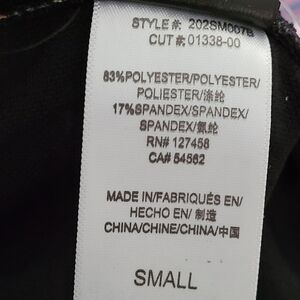 STYLE #: 202SM007B
CUT #:01338-00
83%POLYESTER/POLYESTER/
POLIESTER/涤纶
17%SPANDEX/SPANDEX/
SPANDEX/氨纶
RN# 127458
CA# 54562
MADE IN/FABRIQUÉS EN/
HECHO EN/ 制造
CHINA/CHINE/CHINA/中国
SMALL